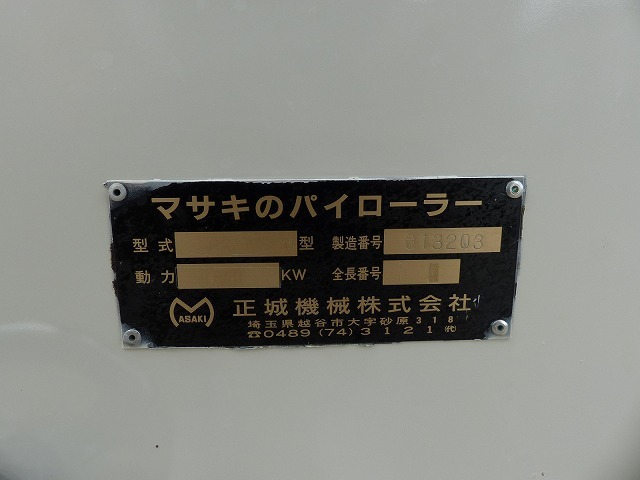 マサキのパイローラー
型式 型 製造番号 613203
動力 KW 全長番号
MASAKI 正城機械株式会社
埼玉県越谷市大字砂原318
☎0489(74)3121(代)